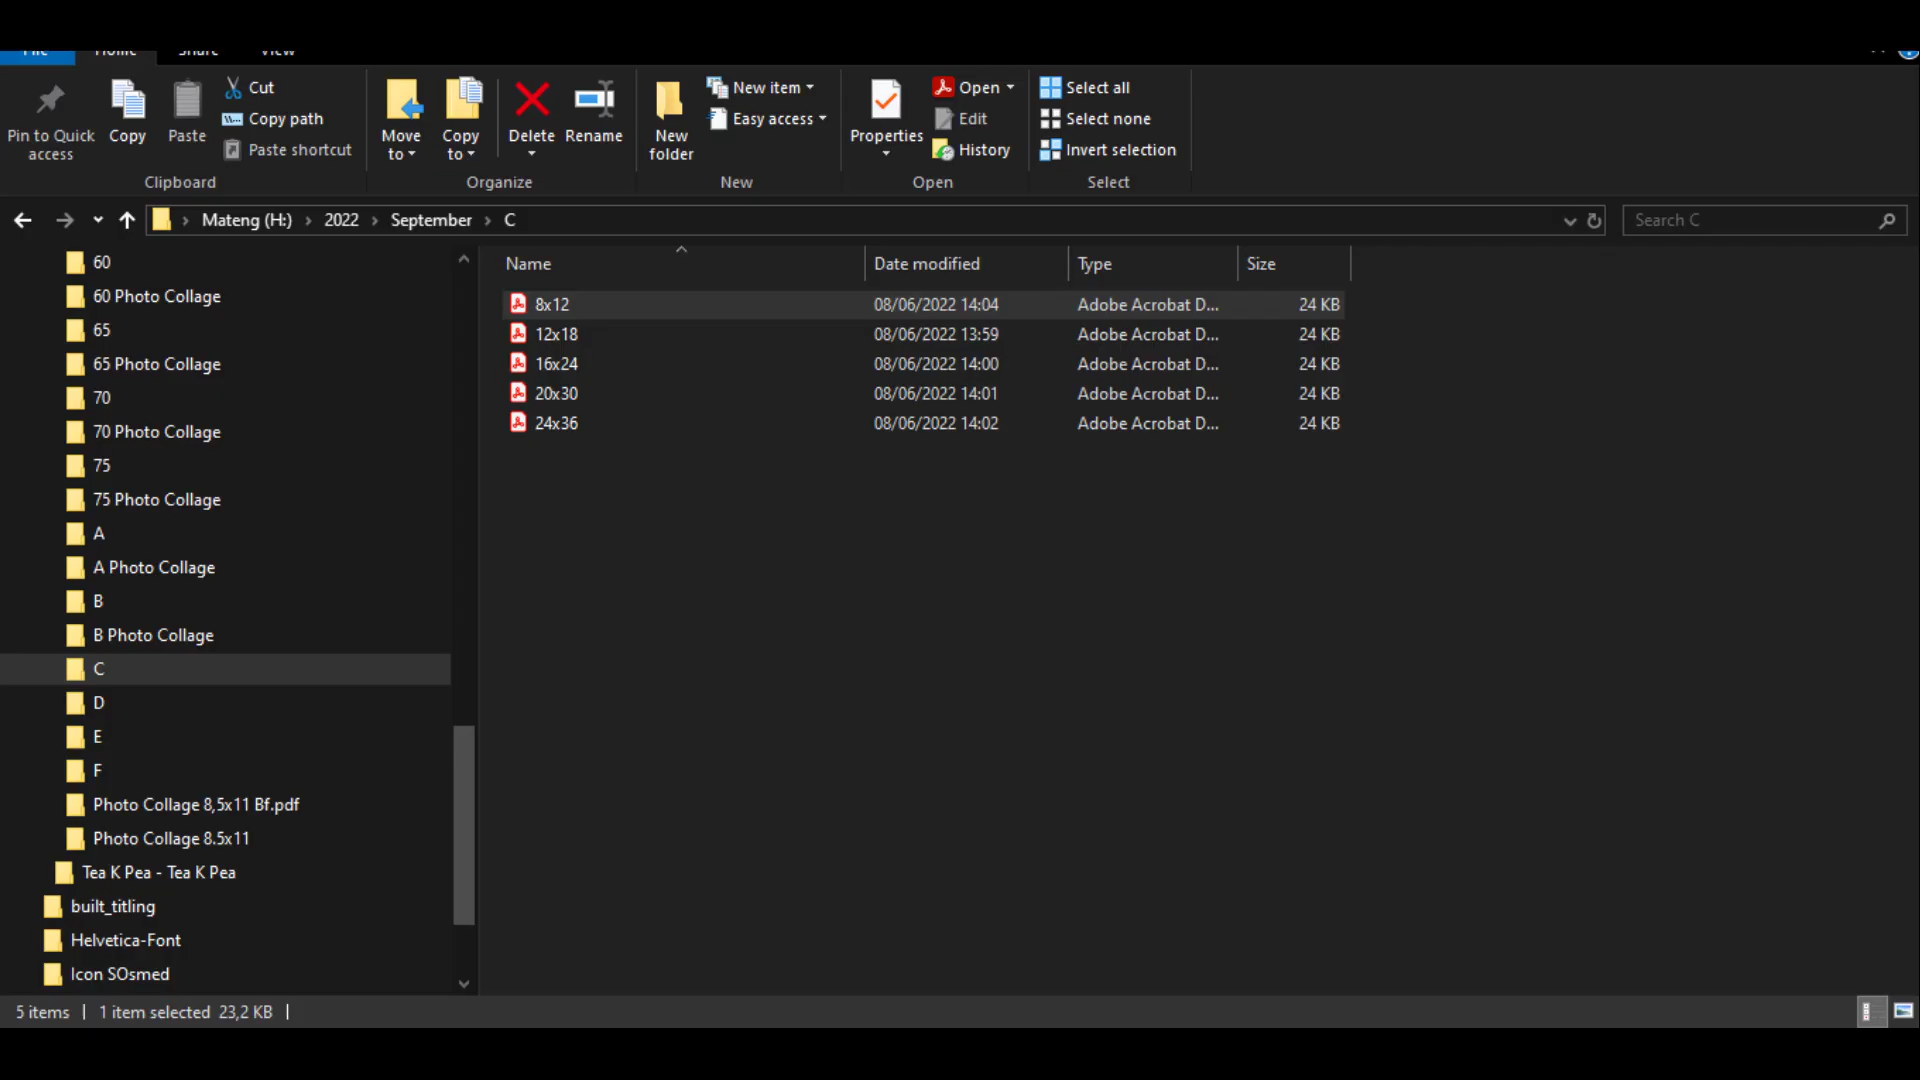 File Home Share View
Cut
Copy path
Paste shortcut
Pin to Quick access
Copy
Paste
Clipboard
Move to
Copy to
Delete
Rename
Organize
New folder
New item
Easy access
New
Properties
Open
Edit
History
Open
Select all
Select none
Invert selection
Select
Mateng (H:) › 2022 › September › C
Search C
60
60 Photo Collage
65
65 Photo Collage
70
70 Photo Collage
75
75 Photo Collage
A
A Photo Collage
B
B Photo Collage
C
D
E
F
Photo Collage 8,5x11 Bf.pdf
Photo Collage 8.5x11
Tea K Pea - Tea K Pea
built_titling
Helvetica-Font
Icon SOsmed
Name Date modified Type Size
8x12 08/06/2022 14:04 Adobe Acrobat D... 24 KB
12x18 08/06/2022 13:59 Adobe Acrobat D... 24 KB
16x24 08/06/2022 14:00 Adobe Acrobat D... 24 KB
20x30 08/06/2022 14:01 Adobe Acrobat D... 24 KB
24x36 08/06/2022 14:02 Adobe Acrobat D... 24 KB
5 items | 1 item selected 23,2 KB |